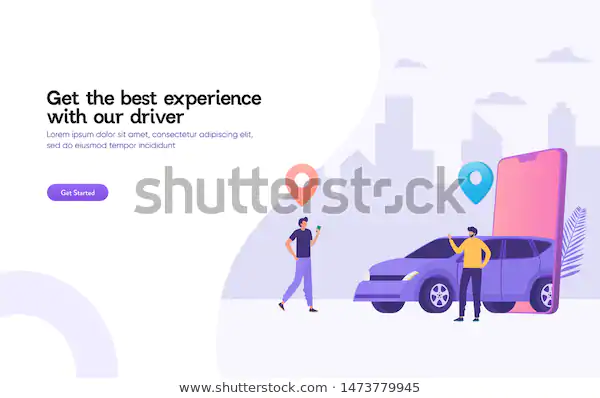 Get the best experience
with our driver
Lorem ipsum dolor sit amet, consectetur adipiscing elit,
sed do eiusmod tempor incididunt
Get Started
shutterstock
www.shutterstock.com • 1473779945